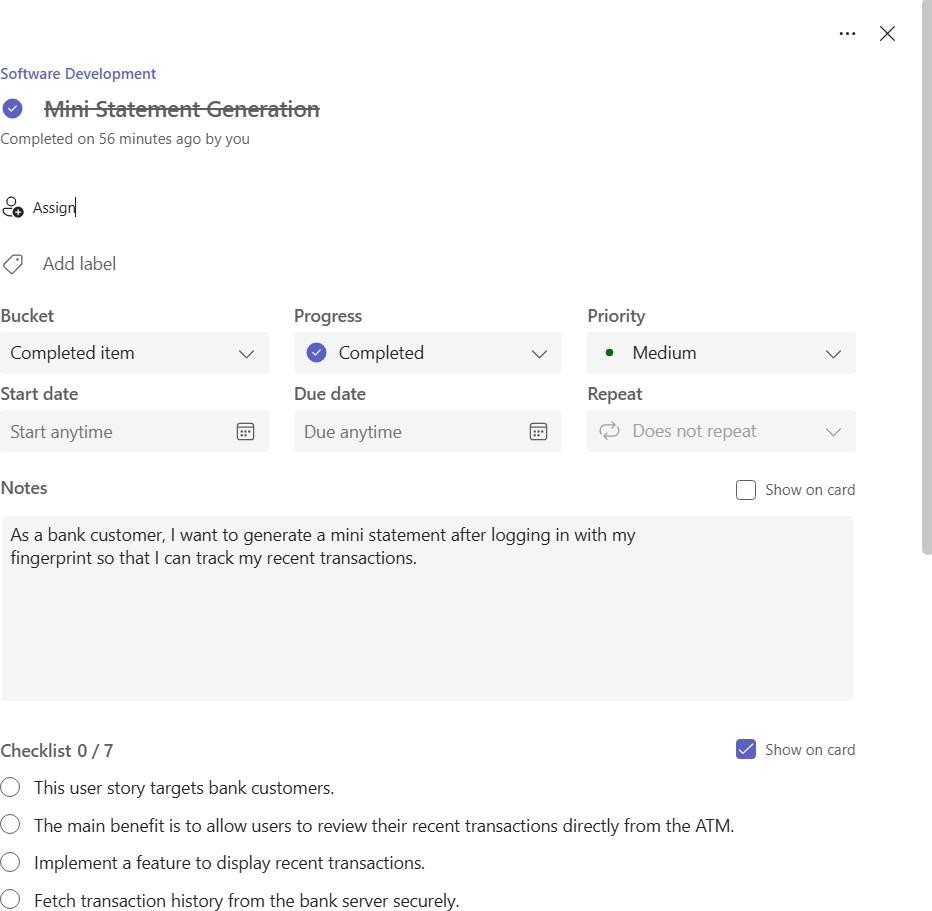 Software Development
Mini Statement Generation
Completed on 56 minutes ago by you
Assign
Add label
Bucket
Progress
Priority
Completed item
Completed
Medium
Start date
Due date
Repeat
Start anytime
Due anytime
Does not repeat
Notes
Show on card
As a bank customer, I want to generate a mini statement after logging in with my
fingerprint so that I can track my recent transactions.
Checklist 0 / 7
Show on card
This user story targets bank customers.
The main benefit is to allow users to review their recent transactions directly from the ATM.
Implement a feature to display recent transactions.
Fetch transaction history from the bank server securely.